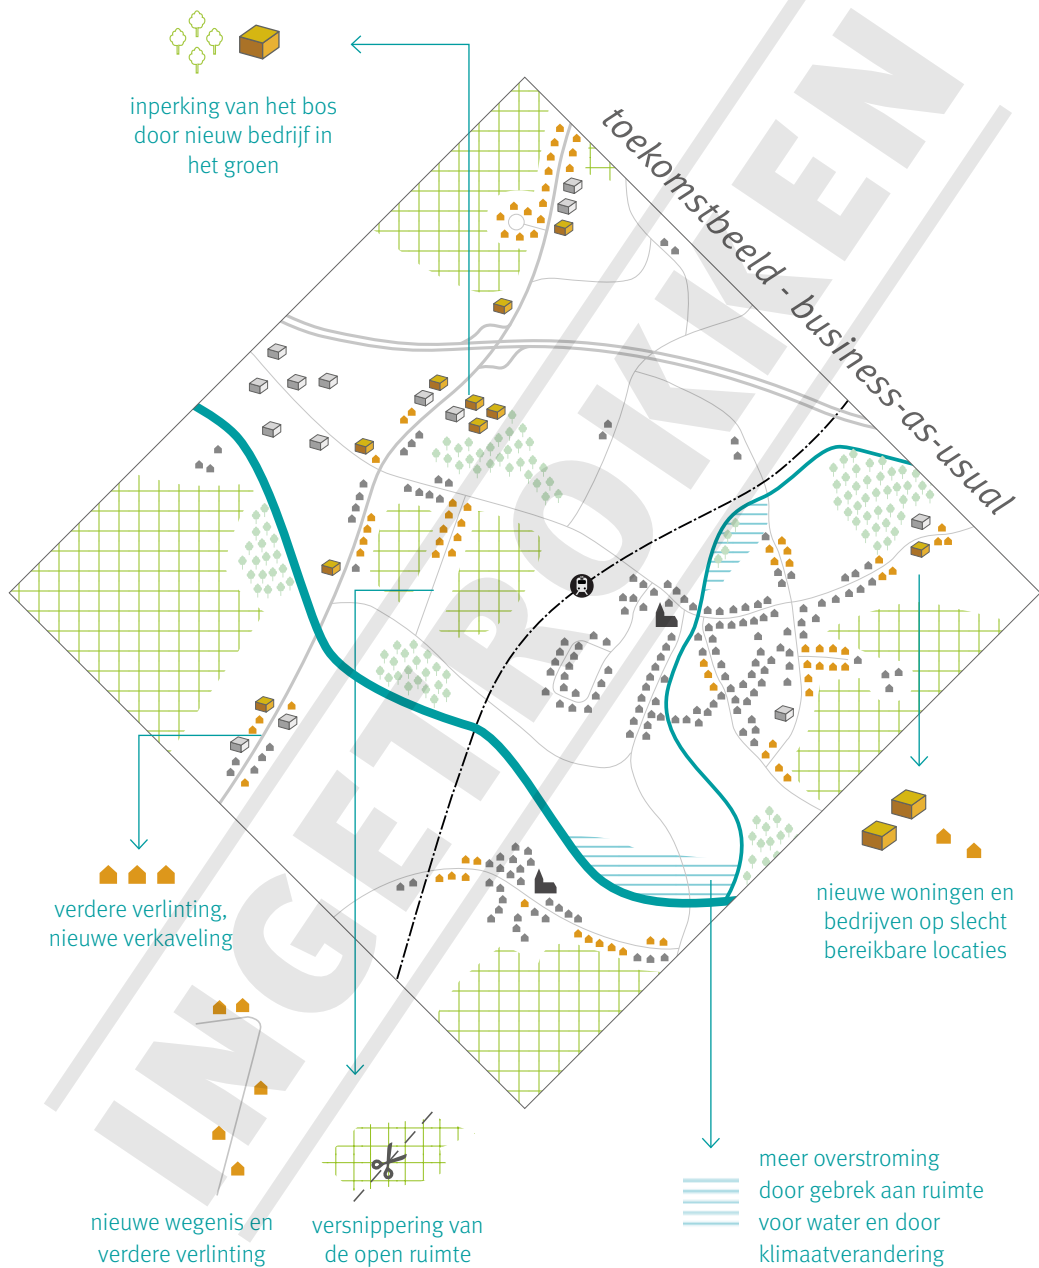 inperking van het bos
door nieuw bedrijf in
het groen
toekomstbeeld - business-as-usual
INGETROKKEN
verdere verlinting,
nieuwe verkaveling
nieuwe woningen en
bedrijven op slecht
bereikbare locaties
nieuwe wegenis en
verdere verlinting
versnippering van
de open ruimte
meer overstroming
door gebrek aan ruimte
voor water en door
klimaatverandering